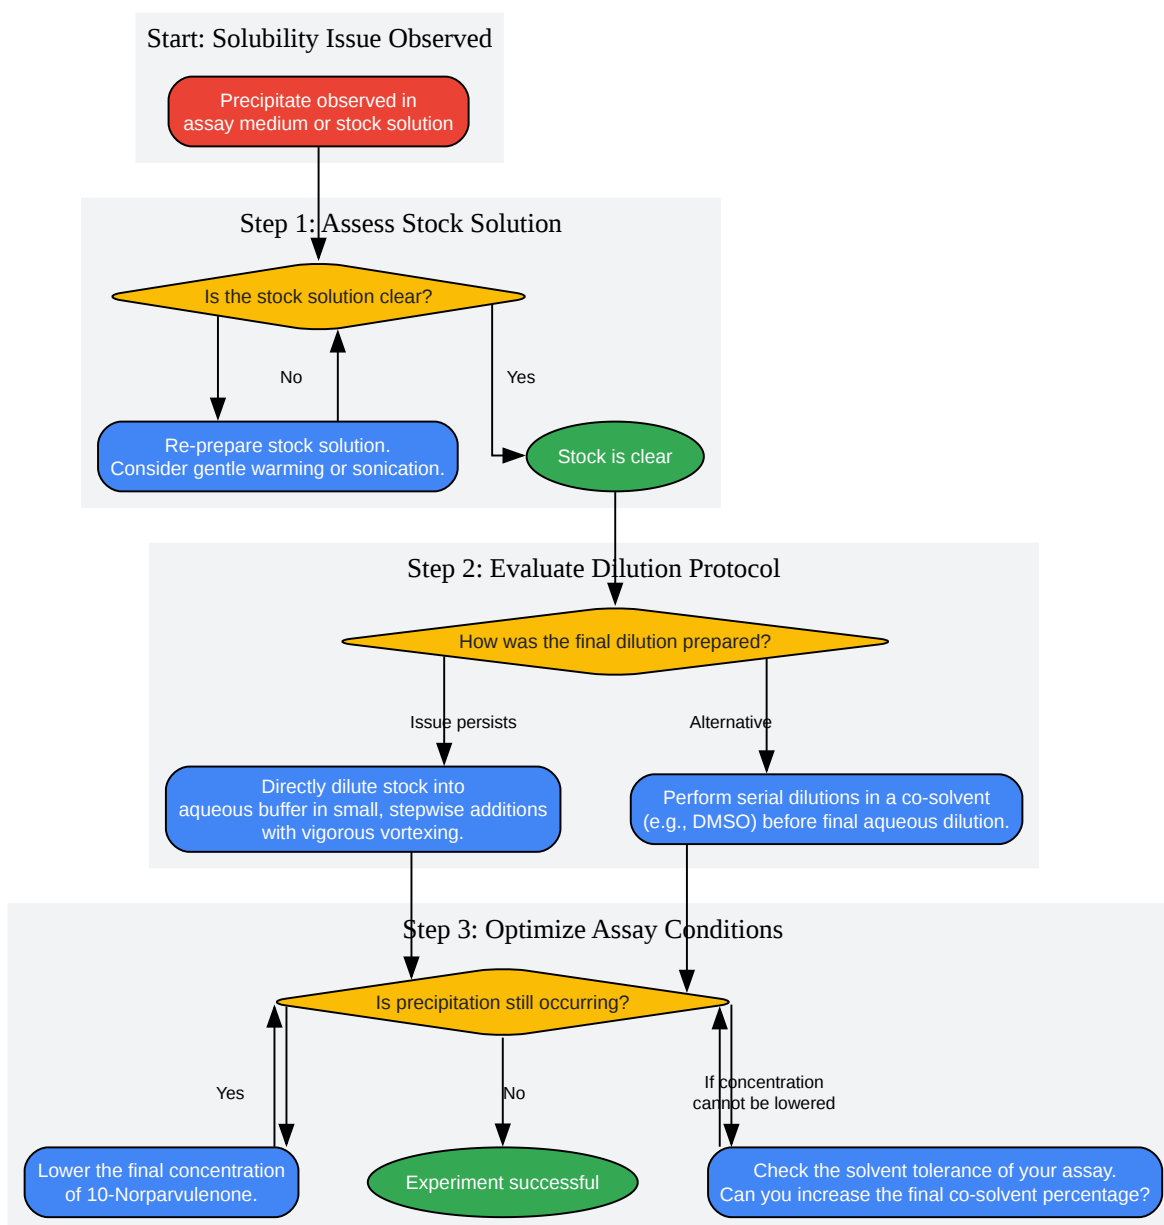 Start: Solubility Issue Observed
Precipitate observed in
assay medium or stock solution
Step 1: Assess Stock Solution
Is the stock solution clear?
No
Yes
Re-prepare stock solution.
Consider gentle warming or sonication.
Stock is clear
Step 2: Evaluate Dilution Protocol
How was the final dilution prepared?
Issue persists
Alternative
Directly dilute stock into
aqueous buffer in small, stepwise additions
with vigorous vortexing.
Perform serial dilutions in a co-solvent
(e.g., DMSO) before final aqueous dilution.
Step 3: Optimize Assay Conditions
Is precipitation still occurring?
Yes
No
If concentration
cannot be lowered
Lower the final concentration
of 10-Norparvulenone.
Experiment successful
Check the solvent tolerance of your assay.
Can you increase the final co-solvent percentage?